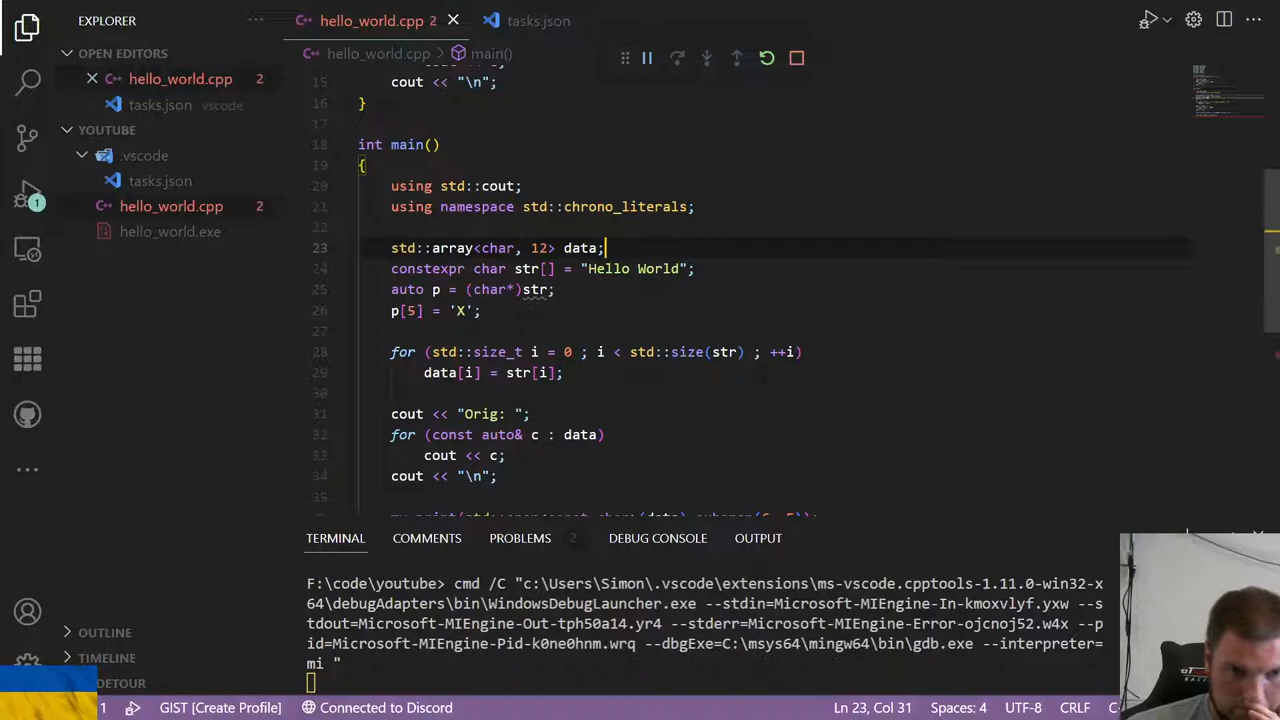 EXPLORER
hello_world.cpp 2
tasks.json
OPEN EDITORS
hello_world.cpp > main()
hello_world.cpp 2
tasks.json vscode
YOUTUBE
.vscode
tasks.json
hello_world.cpp 2
hello_world.exe
1
15 cout << "\n";
16 }
17
18 int main()
19 {
20 using std::cout;
21 using namespace std::chrono_literals;
22
23 std::array<char, 12> data;
24 constexpr char str[] = "Hello World";
25 auto p = (char*)str;
26 p[5] = 'X';
28 for (std::size_t i = 0 ; i < std::size(str) ; ++i)
29 data[i] = str[i];
30
31 cout << "Orig: ";
32 for (const auto& c : data)
33 cout << c;
34 cout << "\n";
35
TERMINAL COMMENTS PROBLEMS 2 DEBUG CONSOLE OUTPUT
F:\code\youtube> cmd /C "c:\Users\Simon\.vscode\extensions\ms-vscode.cpptools-1.11.0-win32-x
64\debugAdapters\bin\WindowsDebugLauncher.exe --stdin=Microsoft-MIEngine-In-kmoxvlyf.yxw --s
tdout=Microsoft-MIEngine-Out-tph50a14.yr4 --stderr=Microsoft-MIEngine-Error-ojcnoj52.w4x --p
id=Microsoft-MIEngine-Pid-k0ne0hnm.wrq --dbgExe=C:\msys64\mingw64\bin\gdb.exe --interpreter=
mi "
OUTLINE
TIMELINE
DETOUR
1 GIST [Create Profile] Connected to Discord Ln 23, Col 31 Spaces: 4 UTF-8 CRLF